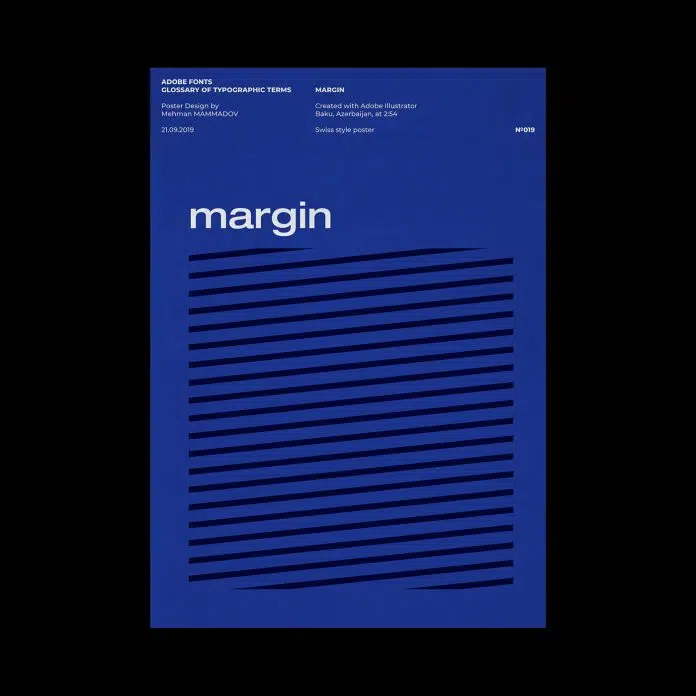 ADOBE FONTS
GLOSSARY OF TYPOGRAPHIC TERMS
MARGIN
Poster Design by
Mehman MAMMADOV
Created with Adobe Illustrator
Baku, Azerbaijan, at 2:54
21.09.2019
Swiss style poster
№019
margin